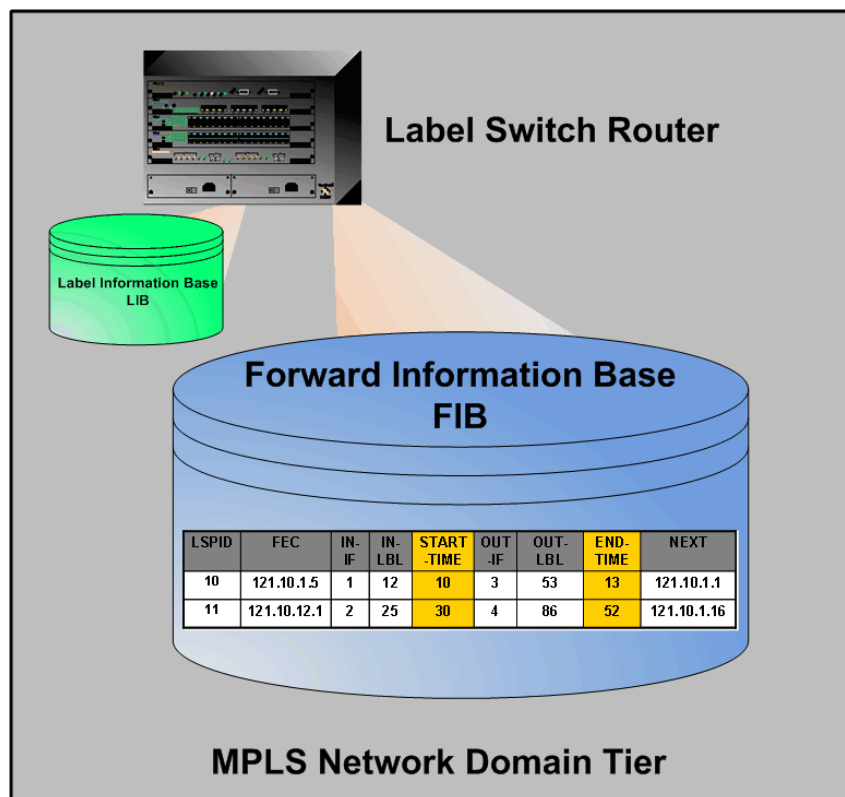 Label Switch Router
Label Information Base
LIB
Forward Information Base
FIB
LSPID FEC IN- IN- START OUT OUT- END- NEXT
IF LBL -TIME -IF LBL TIME
10 121.10.1.5 1 12 10 3 53 13 121.10.1.1
11 121.10.12.1 2 25 30 4 86 52 121.10.1.16
MPLS Network Domain Tier